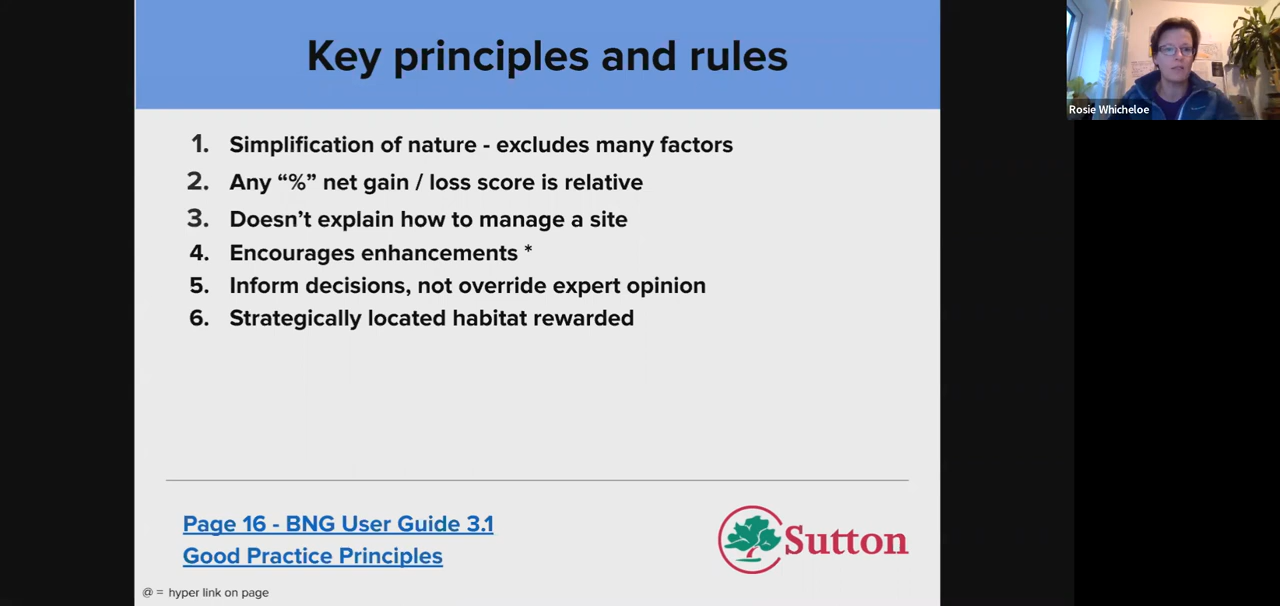 Key principles and rules
Rosie Whicheloe
1. Simplification of nature - excludes many factors
2. Any “%” net gain / loss score is relative
3. Doesn’t explain how to manage a site
4. Encourages enhancements *
5. Inform decisions, not override expert opinion
6. Strategically located habitat rewarded
Page 16 - BNG User Guide 3.1
Good Practice Principles
Sutton
@ = hyper link on page